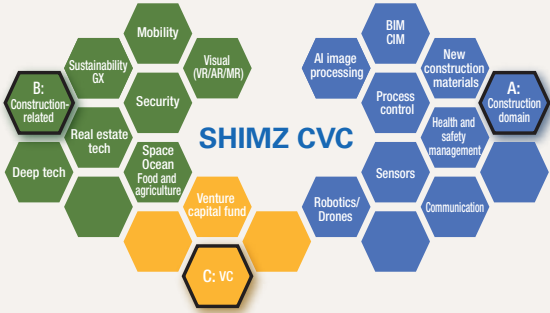 Mobility
Sustainability
GX
Visual
(VR/AR/MR)
B:
Construction-
related
Security
Real estate
tech
Deep tech
Space
Ocean
Food and
agriculture
SHIMZ CVC
BIM
CIM
AI image
processing
New
construction
materials
Process
control
A:
Construction
domain
Health and
safety
management
Sensors
Robotics/
Drones
Communication
Venture
capital fund
C: VC